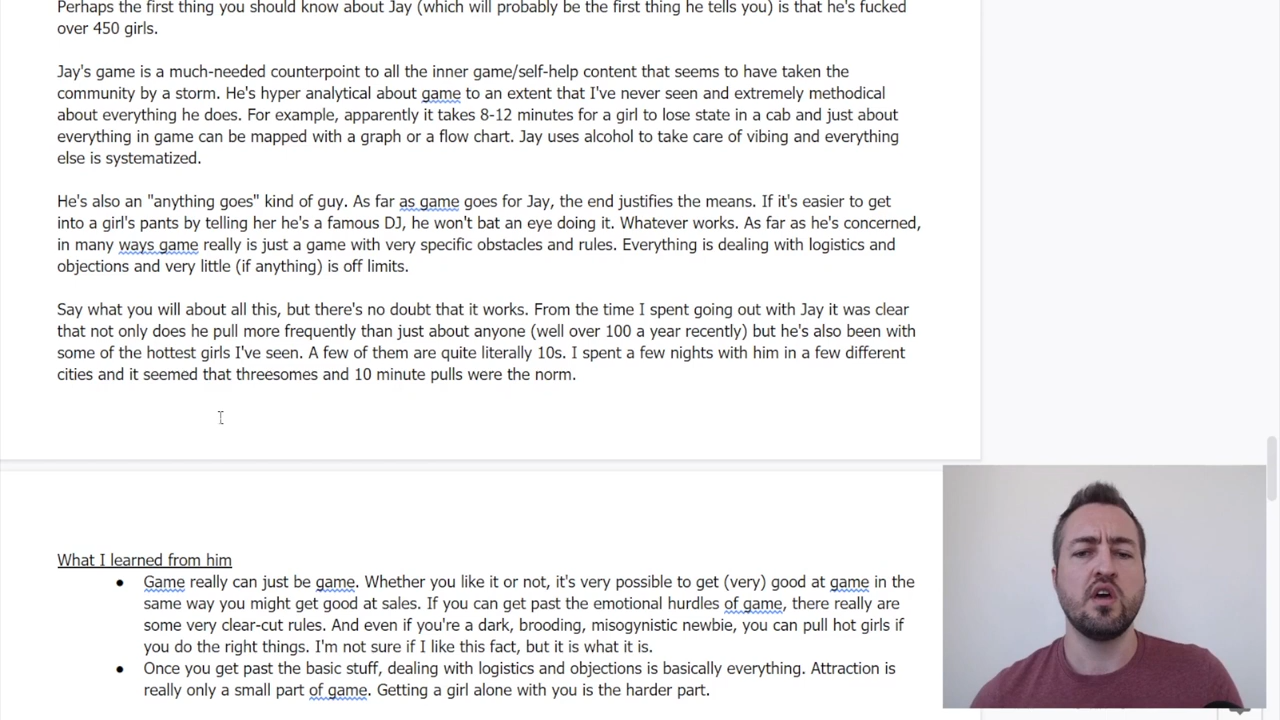 Perhaps the first thing you should know about Jay (which will probably be the first thing he tells you) is that he's fucked
over 450 girls.
Jay's game is a much-needed counterpoint to all the inner game/self-help content that seems to have taken the
community by a storm. He's hyper analytical about game to an extent that I've never seen and extremely methodical
about everything he does. For example, apparently it takes 8-12 minutes for a girl to lose state in a cab and just about
everything in game can be mapped with a graph or a flow chart. Jay uses alcohol to take care of vibing and everything
else is systematized.
He's also an "anything goes" kind of guy. As far as game goes for Jay, the end justifies the means. If it's easier to get
into a girl's pants by telling her he's a famous DJ, he won't bat an eye doing it. Whatever works. As far as he's concerned,
in many ways game really is just a game with very specific obstacles and rules. Everything is dealing with logistics and
objections and very little (if anything) is off limits.
Say what you will about all this, but there's no doubt that it works. From the time I spent going out with Jay it was clear
that not only does he pull more frequently than just about anyone (well over 100 a year recently) but he's also been with
some of the hottest girls I've seen. A few of them are quite literally 10s. I spent a few nights with him in a few different
cities and it seemed that threesomes and 10 minute pulls were the norm.
What I learned from him
● Game really can just be game. Whether you like it or not, it's very possible to get (very) good at game in the
same way you might get good at sales. If you can get past the emotional hurdles of game, there really are
some very clear-cut rules. And even if you're a dark, brooding, misogynistic newbie, you can pull hot girls if
you do the right things. I'm not sure if I like this fact, but it is what it is.
● Once you get past the basic stuff, dealing with logistics and objections is basically everything. Attraction is
really only a small part of game. Getting a girl alone with you is the harder part.